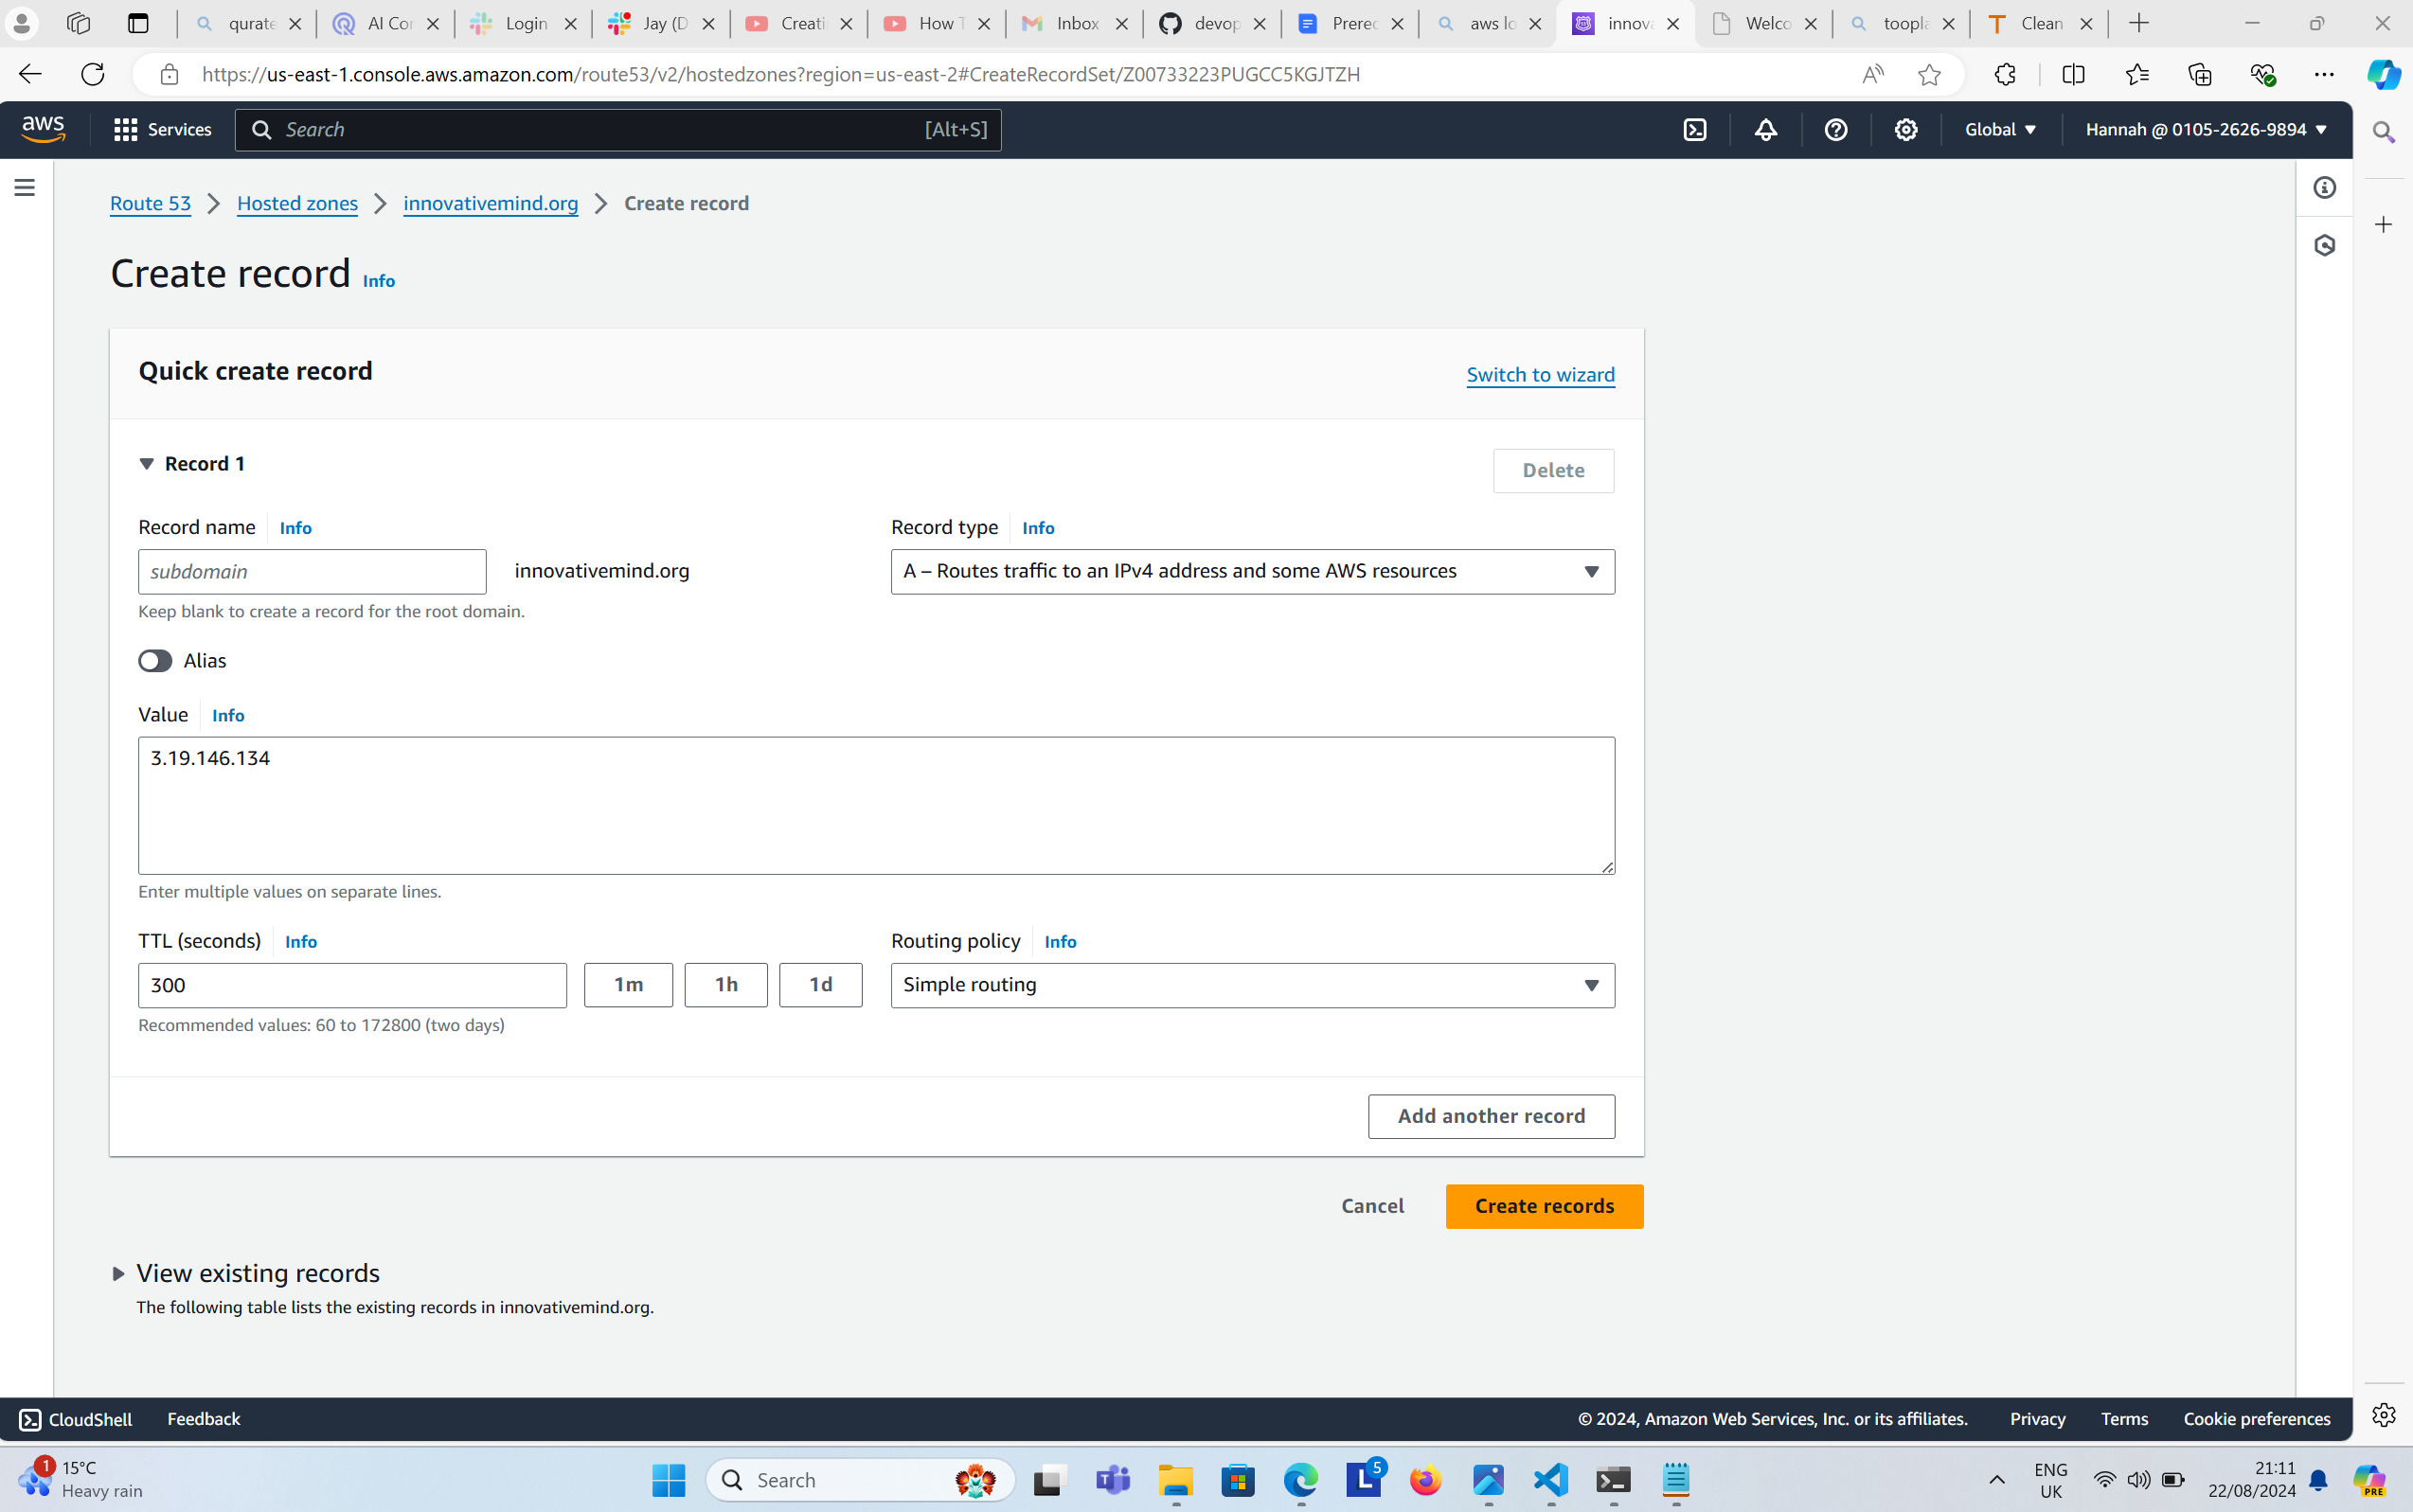 qurate
AI Cor
Login
Jay (D
Creati
How T
Inbox
devop
Prerec
aws lo
innova
Welco
toopla
Clean
https://us-east-1.console.aws.amazon.com/route53/v2/hostedzones?region=us-east-2#CreateRecordSet/Z00733223PUGCC5KGJTZH
aws
Services
Search
[Alt+S]
Global
Hannah @ 0105-2626-9894
Route 53
Hosted zones
innovativemind.org
Create record
Create record Info
Quick create record
Switch to wizard
Record 1
Delete
Record name Info
Record type Info
subdomain
innovativemind.org
A – Routes traffic to an IPv4 address and some AWS resources
Keep blank to create a record for the root domain.
Alias
Value Info
3.19.146.134
Enter multiple values on separate lines.
TTL (seconds) Info
Routing policy Info
300
1m
1h
1d
Simple routing
Recommended values: 60 to 172800 (two days)
Add another record
Cancel
Create records
View existing records
The following table lists the existing records in innovativemind.org.
CloudShell
Feedback
© 2024, Amazon Web Services, Inc. or its affiliates.
Privacy
Terms
Cookie preferences
1
15°C
Heavy rain
Search
L
5
ENG
UK
21:11
22/08/2024
PRE